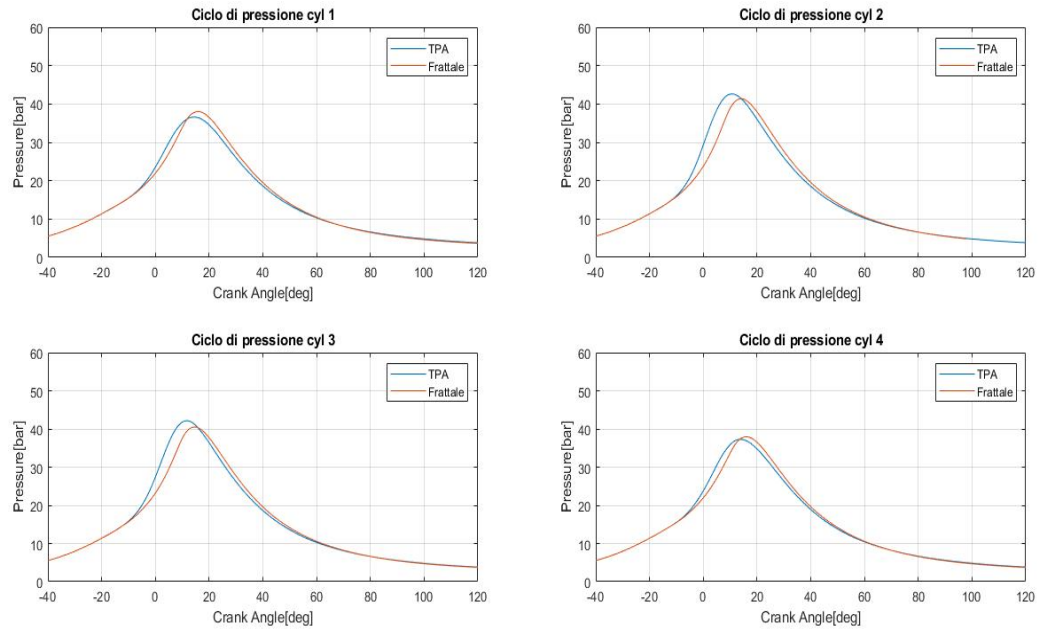 Ciclo di pressione cyl 1
60
50
40
30
20
10
0
Pressure[bar]
-40 -20 0 20 40 60 80 100 120
Crank Angle[deg]
TPA
Frattale
Ciclo di pressione cyl 2
60
50
40
30
20
10
0
Pressure[bar]
-40 -20 0 20 40 60 80 100 120
Crank Angle[deg]
TPA
Frattale
Ciclo di pressione cyl 3
60
50
40
30
20
10
0
Pressure[bar]
-40 -20 0 20 40 60 80 100 120
Crank Angle[deg]
TPA
Frattale
Ciclo di pressione cyl 4
60
50
40
30
20
10
0
Pressure[bar]
-40 -20 0 20 40 60 80 100 120
Crank Angle[deg]
TPA
Frattale